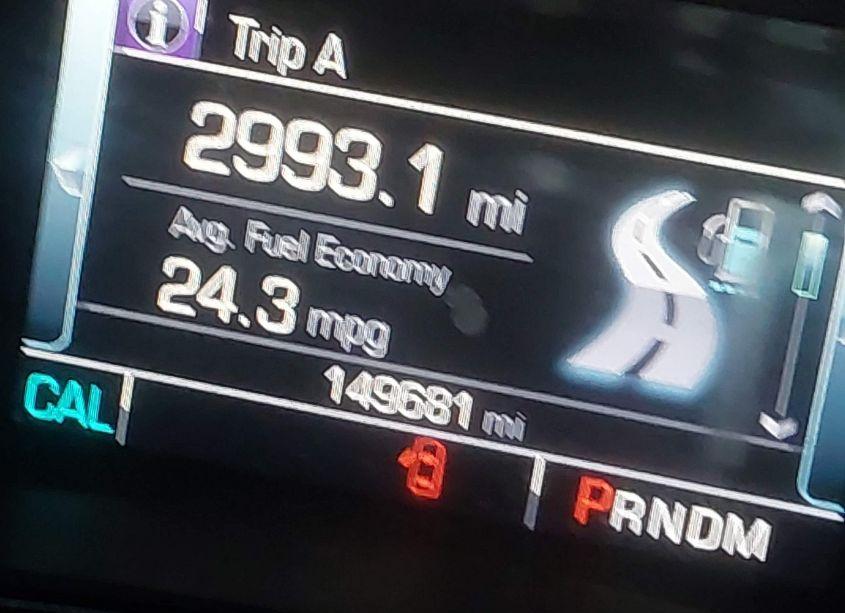 i Trip A
2993.1 mi
Avg. Fuel Economy
24.3 mpg
149681 mi
CAL
PRNDM